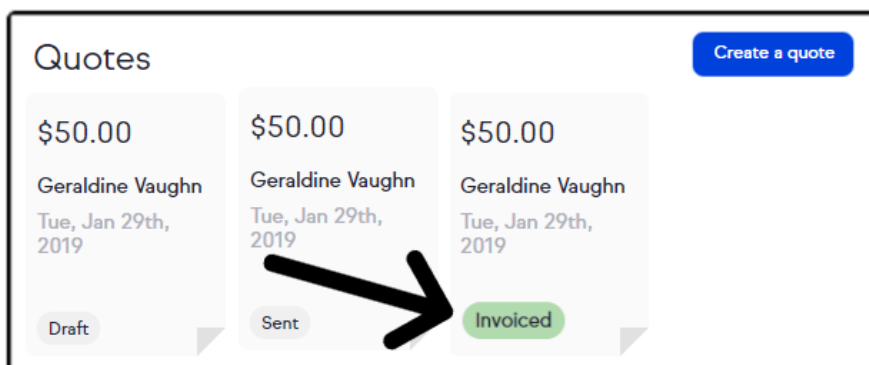 Quotes
Create a quote
$50.00
Geraldine Vaughn
Tue, Jan 29th,
2019
Draft
$50.00
Geraldine Vaughn
Tue, Jan 29th,
2019
Sent
$50.00
Geraldine Vaughn
Tue, Jan 29th,
2019
Invoiced